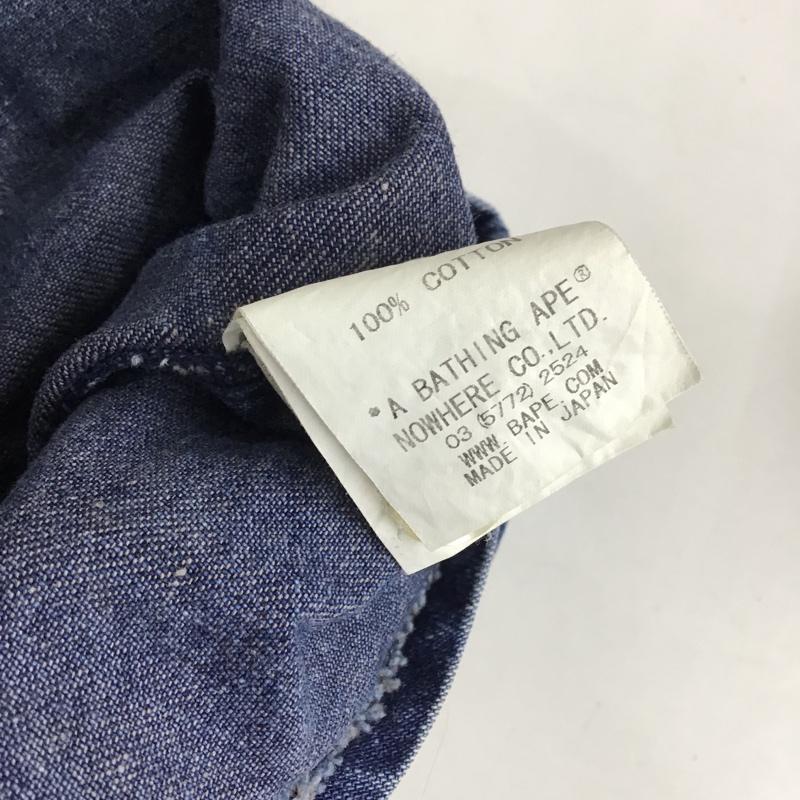 100% COTTON
A BATHING APE®
NOWHERE CO.,LTD.
03 (5772) 2524
WWW.BAPE.COM
MADE IN JAPAN